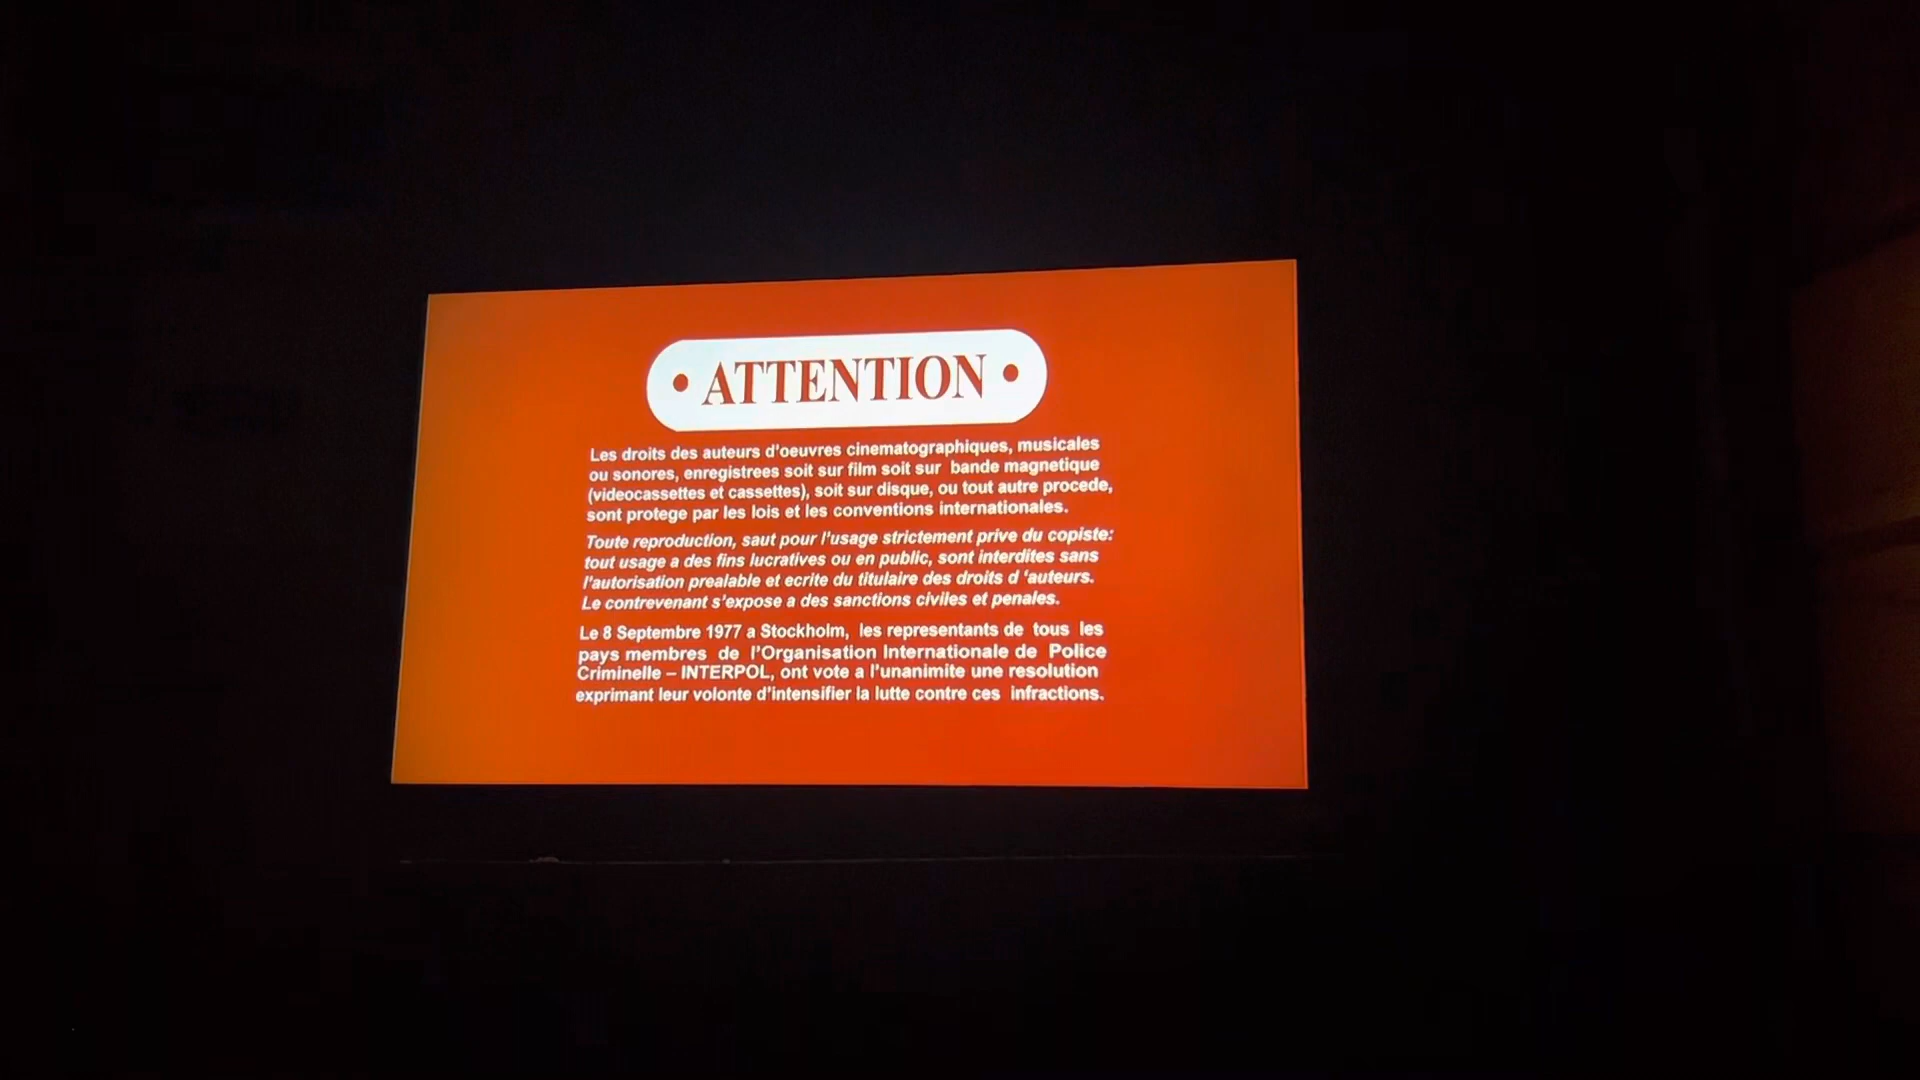 • ATTENTION •
Les droits des auteurs d'oeuvres cinematographiques, musicales
ou sonores, enregistrees soit sur film soit sur bande magnetique
(videocassettes et cassettes), soit sur disque, ou tout autre procede,
sont protege par les lois et les conventions internationales.
Toute reproduction, saut pour l'usage strictement prive du copiste:
tout usage a des fins lucratives ou en public, sont interdites sans
l'autorisation prealable et ecrite du titulaire des droits d 'auteurs.
Le contrevenant s'expose a des sanctions civiles et penales.
Le 8 Septembre 1977 a Stockholm, les representants de tous les
pays membres de l'Organisation Internationale de Police
Criminelle – INTERPOL, ont vote a l'unanimite une resolution
exprimant leur volonte d'intensifier la lutte contre ces infractions.